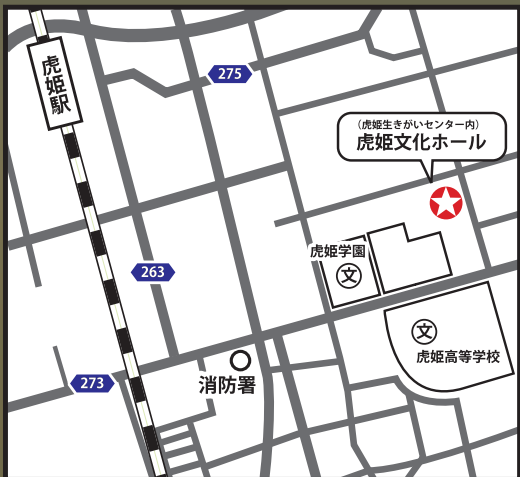 虎姫駅
275
(虎姫生きがいセンター内)
虎姫文化ホール
虎姫学園
文
263
文
虎姫高等学校
消防署
273